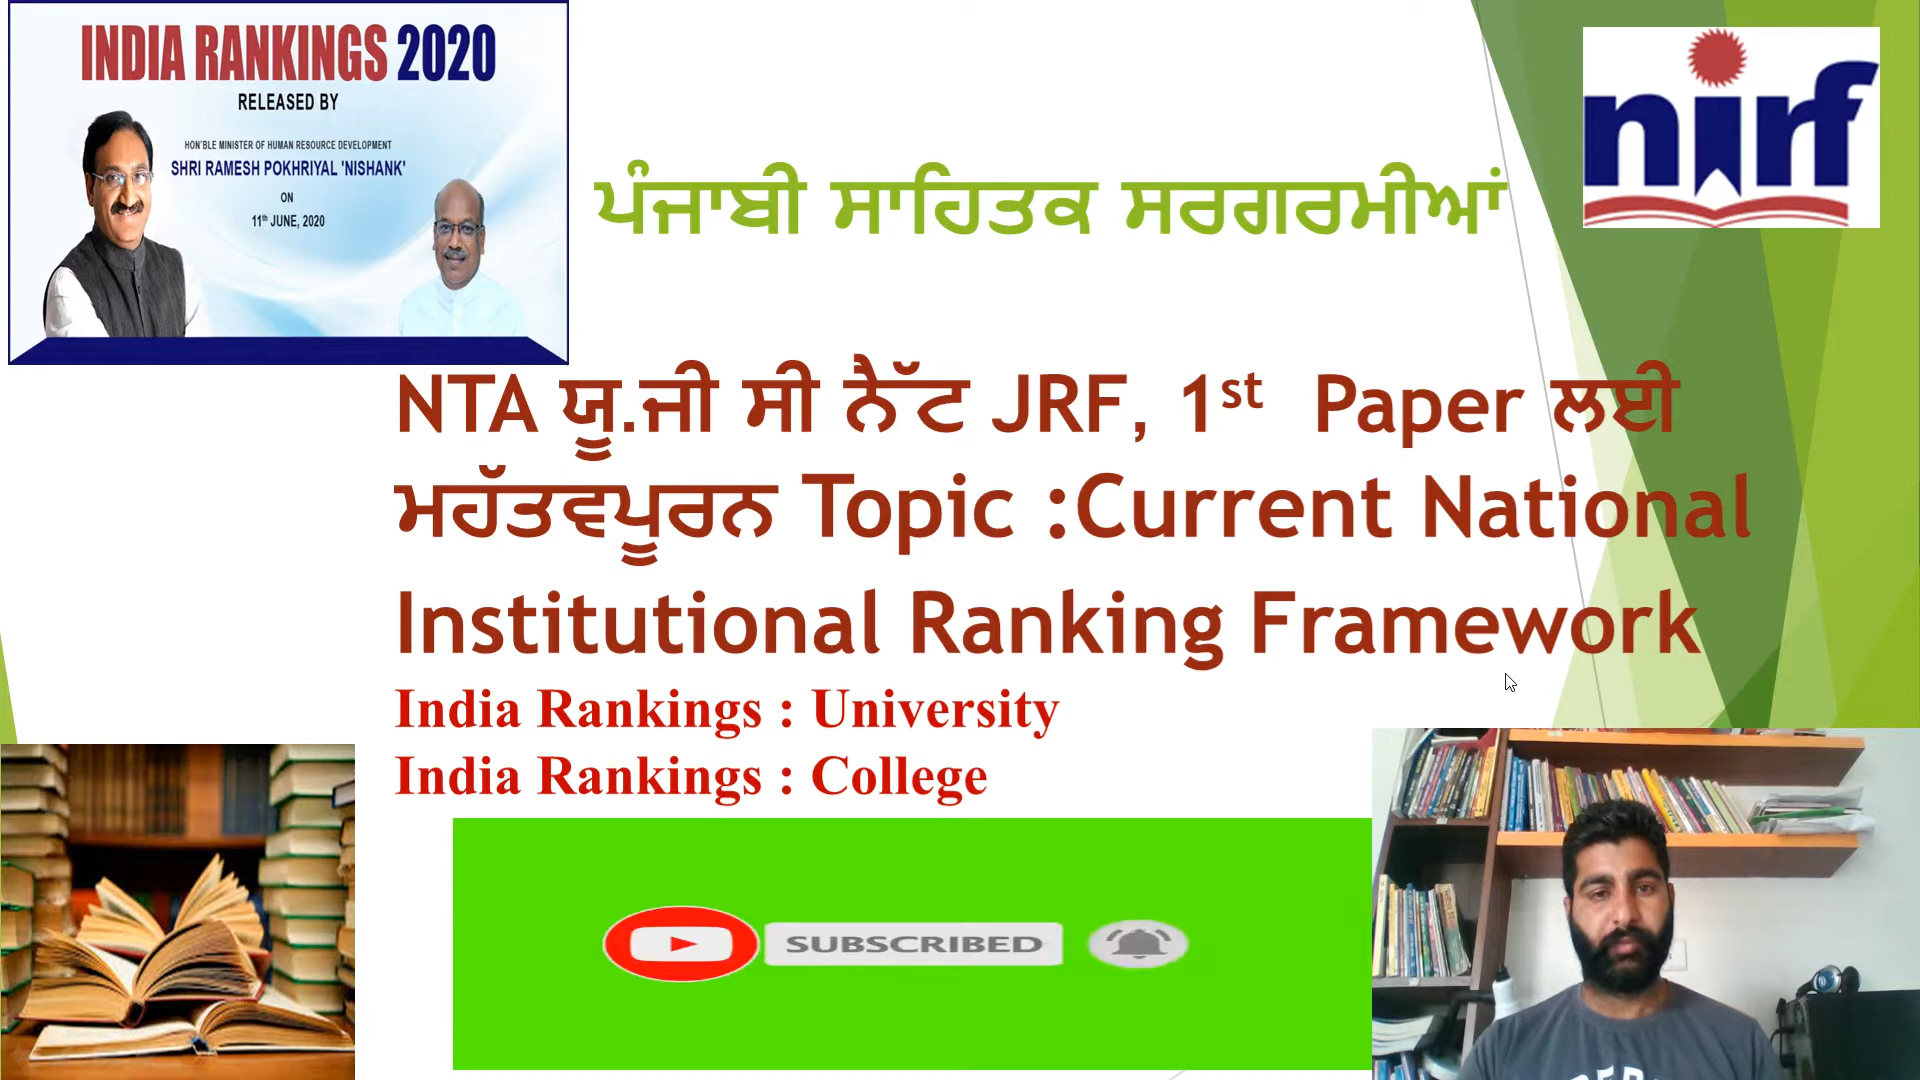 INDIA RANKINGS 2020
RELEASED BY
HON'BLE MINISTER OF HUMAN RESOURCE DEVELOPMENT
SHRI RAMESH POKHRIYAL 'NISHANK'
ON
11th JUNE, 2020
nirf
ਪੰਜਾਬੀ ਸਾਹਿਤਕ ਸਰਗਰਮੀਆਂ
NTA ਯੂ.ਜੀ ਸੀ ਨੈੱਟ JRF, 1st Paper ਲਈ
ਮਹੱਤਵਪੂਰਨ Topic :Current National
Institutional Ranking Framework
India Rankings : University
India Rankings : College
SUBSCRIBED